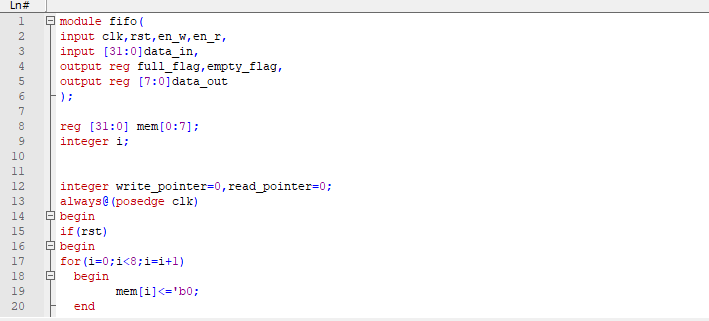 Ln#
1 module fifo(
2 input clk,rst,en_w,en_r,
3 input [31:0]data_in,
4 output reg full_flag,empty_flag,
5 output reg [7:0]data_out
6 );
7
8 reg [31:0] mem[0:7];
9 integer i;
10
11
12 integer write_pointer=0,read_pointer=0;
13 always@(posedge clk)
14 begin
15 if(rst)
16 begin
17 for(i=0;i<8;i=i+1)
18 begin
19 mem[i]<='b0;
20 end